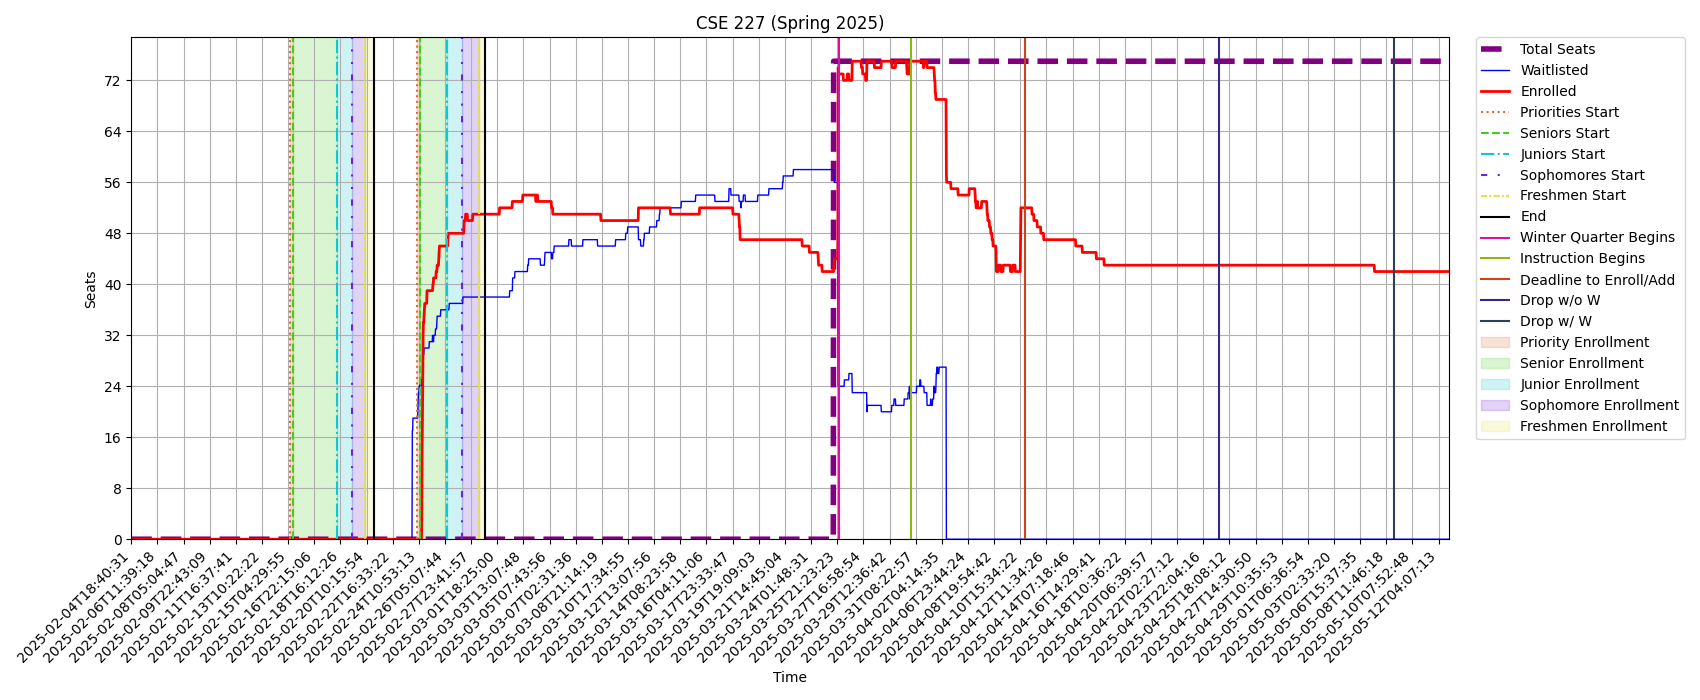 CSE 227 (Spring 2025)
Seats
72
64
56
48
40
32
24
16
8
0
2025-02-04T18:40:31
2025-02-06T11:39:18
2025-02-08T05:04:47
2025-02-09T22:43:09
2025-02-11T16:37:41
2025-02-13T10:22:22
2025-02-15T04:29:55
2025-02-16T22:15:06
2025-02-18T16:12:26
2025-02-20T10:15:54
2025-02-22T16:33:22
2025-02-24T10:53:13
2025-02-26T05:07:44
2025-02-27T23:41:57
2025-03-01T18:25:00
2025-03-03T13:07:48
2025-03-05T07:43:56
2025-03-07T02:31:36
2025-03-08T21:14:19
2025-03-10T17:34:55
2025-03-12T13:07:56
2025-03-14T08:23:58
2025-03-16T04:11:06
2025-03-17T23:33:47
2025-03-19T19:09:03
2025-03-21T14:45:04
2025-03-24T01:48:31
2025-03-25T21:23:23
2025-03-27T16:58:54
2025-03-29T12:36:42
2025-03-31T08:22:57
2025-04-02T04:14:35
2025-04-06T23:44:24
2025-04-08T19:54:42
2025-04-10T15:34:22
2025-04-12T11:34:26
2025-04-14T07:18:46
2025-04-16T14:29:41
2025-04-18T10:36:22
2025-04-20T06:39:57
2025-04-22T02:27:12
2025-04-23T22:04:16
2025-04-25T18:08:12
2025-04-27T14:30:50
2025-04-29T10:35:53
2025-05-01T06:36:54
2025-05-03T02:33:20
2025-05-06T15:37:35
2025-05-08T11:46:18
2025-05-10T07:52:48
2025-05-12T04:07:13
Time
Total Seats
Waitlisted
Enrolled
Priorities Start
Seniors Start
Juniors Start
Sophomores Start
Freshmen Start
End
Winter Quarter Begins
Instruction Begins
Deadline to Enroll/Add
Drop w/o W
Drop w/ W
Priority Enrollment
Senior Enrollment
Junior Enrollment
Sophomore Enrollment
Freshmen Enrollment